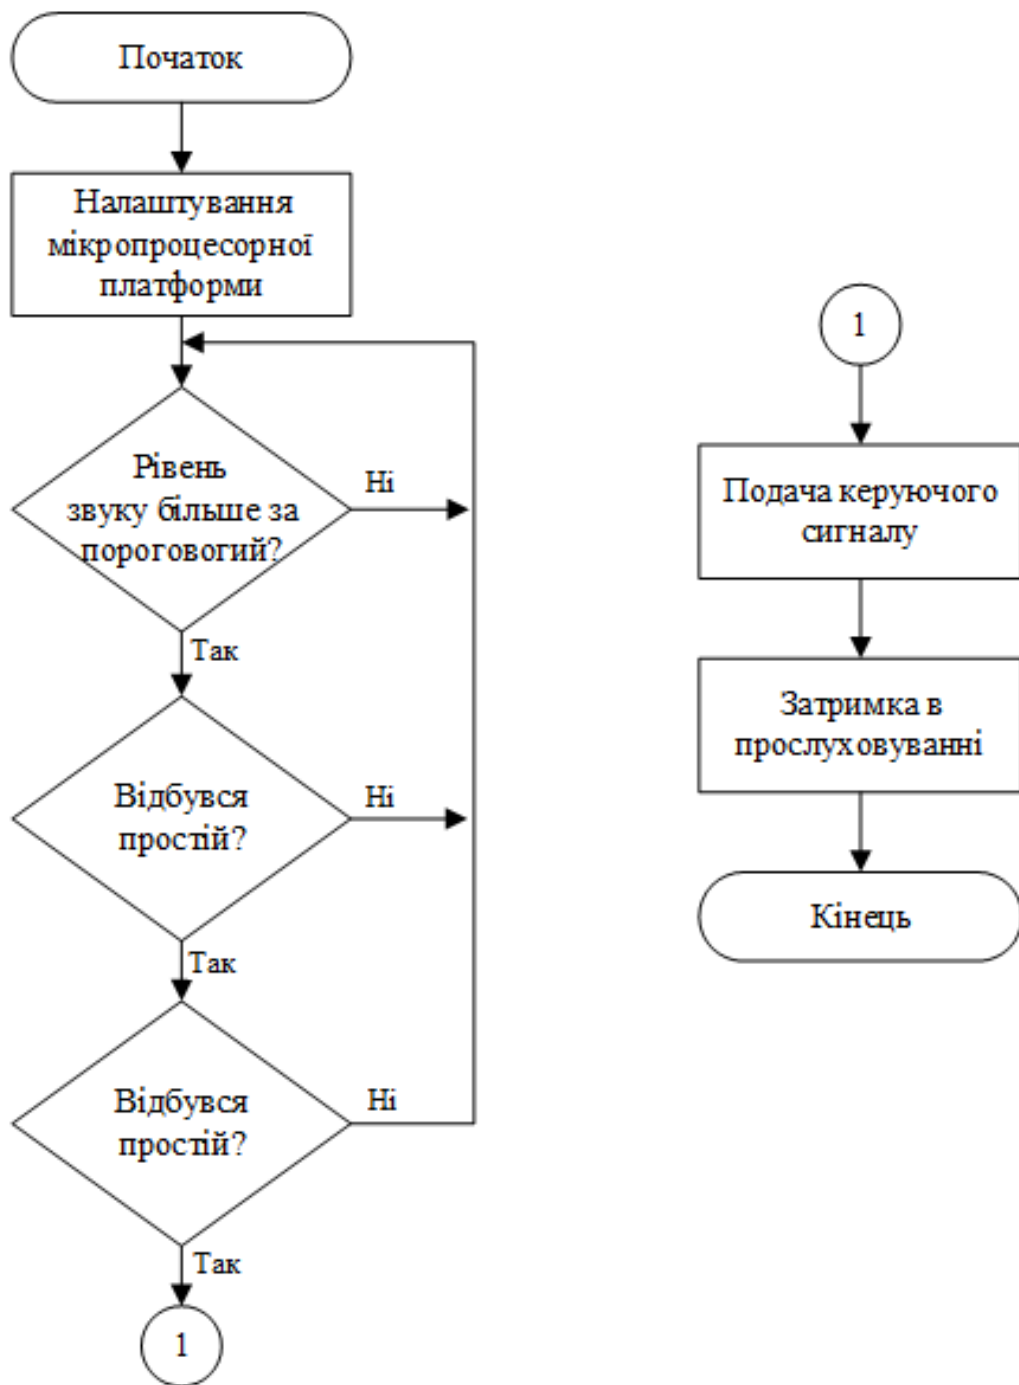 Початок
Налаштування
мікропроцесорної
платформи
Рівень
звуку більше за
пороговогий?
Ні
Так
Відбувся
простій?
Ні
Так
Відбувся
простій?
Ні
Так
1
1
Подача керуючого
сигналу
Затримка в
прослуховуванні
Кінець